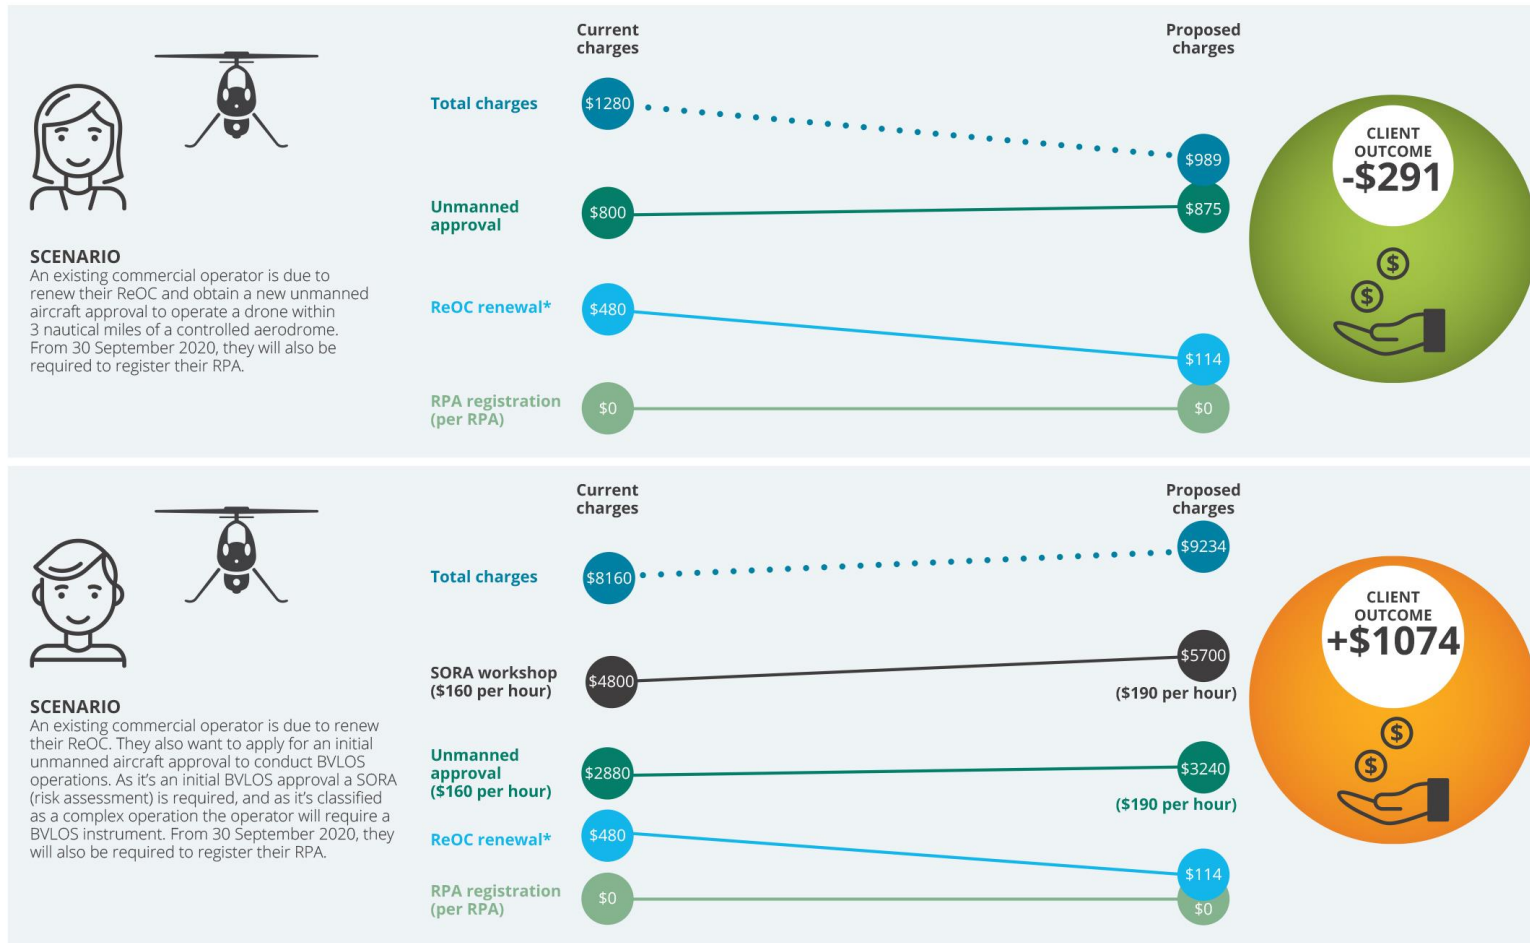 Current
charges
Proposed
charges
Total charges
$1280
$989
Unmanned
approval
$800
$875
ReOC renewal*
$480
$114
RPA registration
(per RPA)
$0
$0
CLIENT
OUTCOME
-$291
$
$
SCENARIO
An existing commercial operator is due to
renew their ReOC and obtain a new unmanned
aircraft approval to operate a drone within
3 nautical miles of a controlled aerodrome.
From 30 September 2020, they will also be
required to register their RPA.
Current
charges
Proposed
charges
Total charges
$8160
$9234
SORA workshop
($160 per hour)
$4800
$5700
($190 per hour)
Unmanned
approval
($160 per hour)
$2880
$3240
($190 per hour)
ReOC renewal*
$480
$114
RPA registration
(per RPA)
$0
$0
CLIENT
OUTCOME
+$1074
$
$
SCENARIO
An existing commercial operator is due to renew
their ReOC. They also want to apply for an initial
unmanned aircraft approval to conduct BVLOS
operations. As it's an initial BVLOS approval a SORA
(risk assessment) is required, and as it's classified
as a complex operation the operator will require a
BVLOS instrument. From 30 September 2020, they
will also be required to register their RPA.